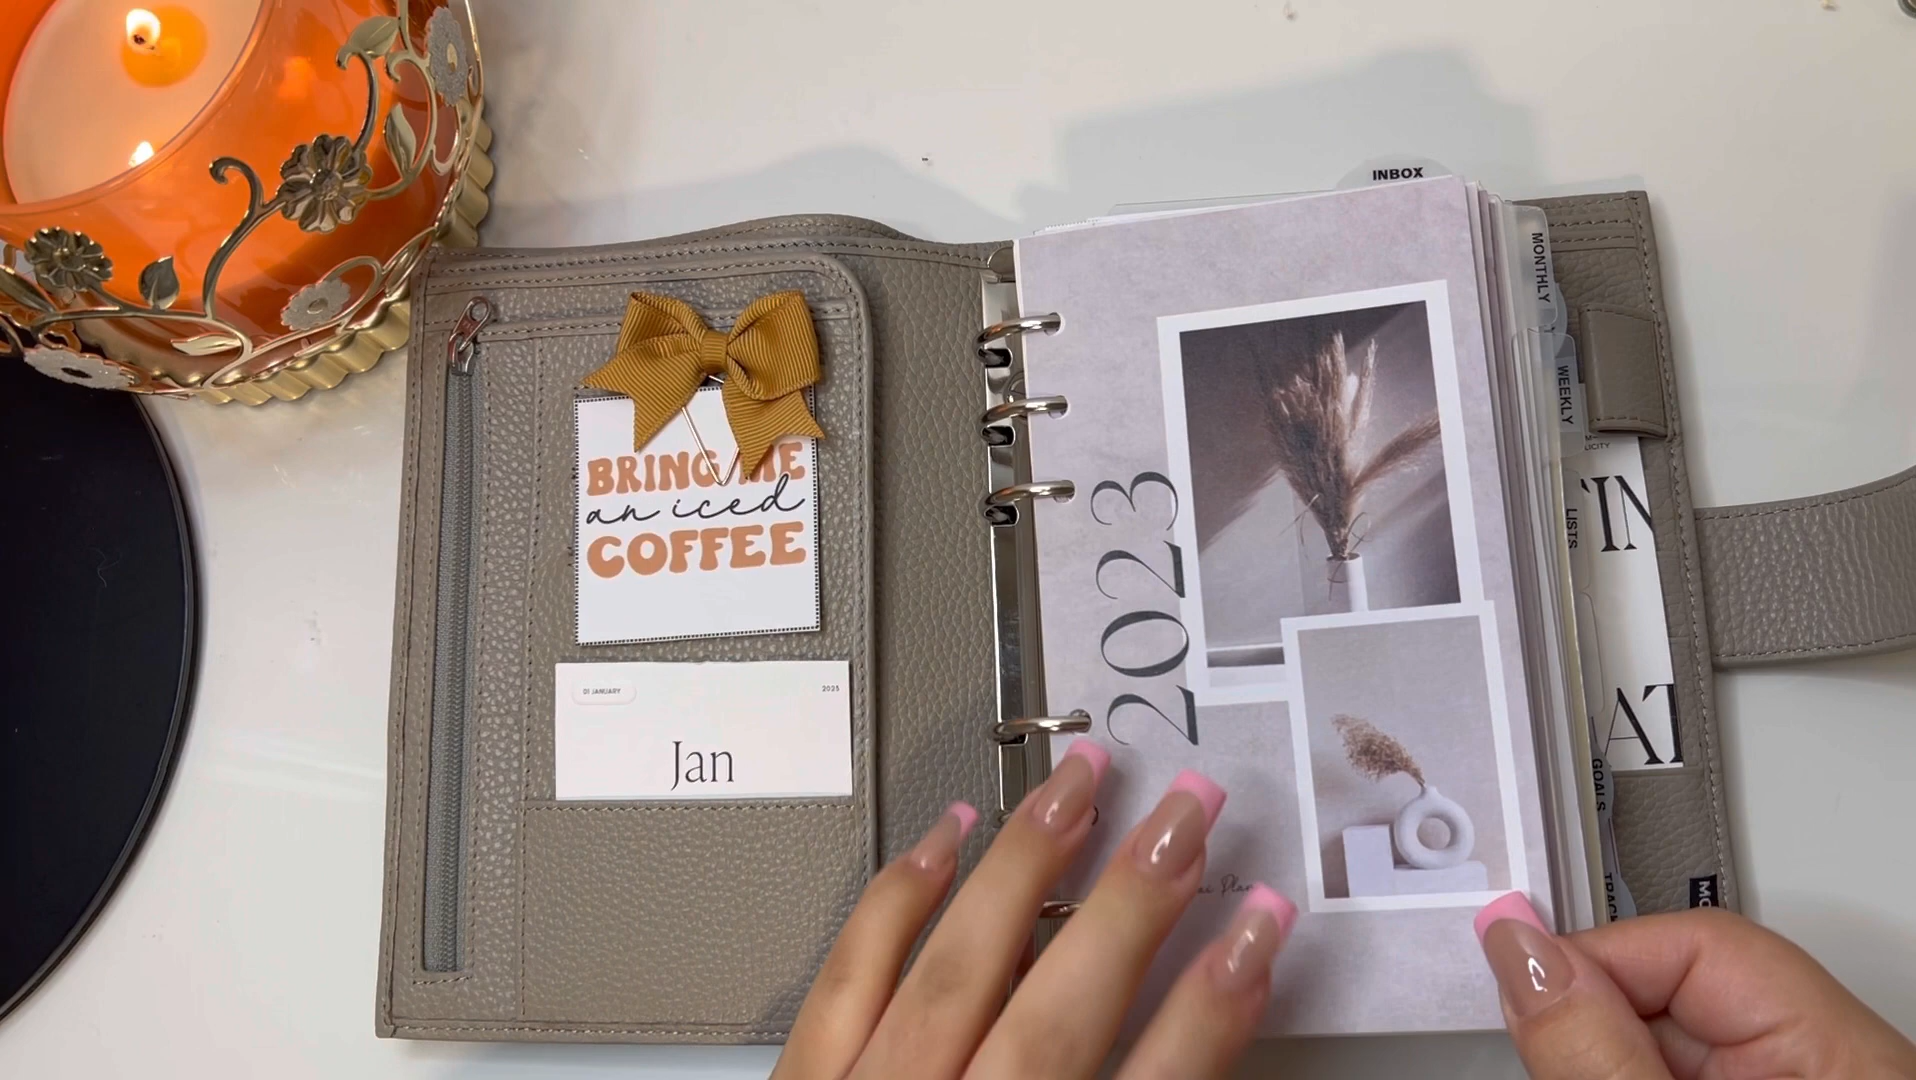 BRING ME
an iced
COFFEE
01 JANUARY
2023
Jan
2023
INBOX
MONTHLY
WEEKLY
LISTS
GOALS